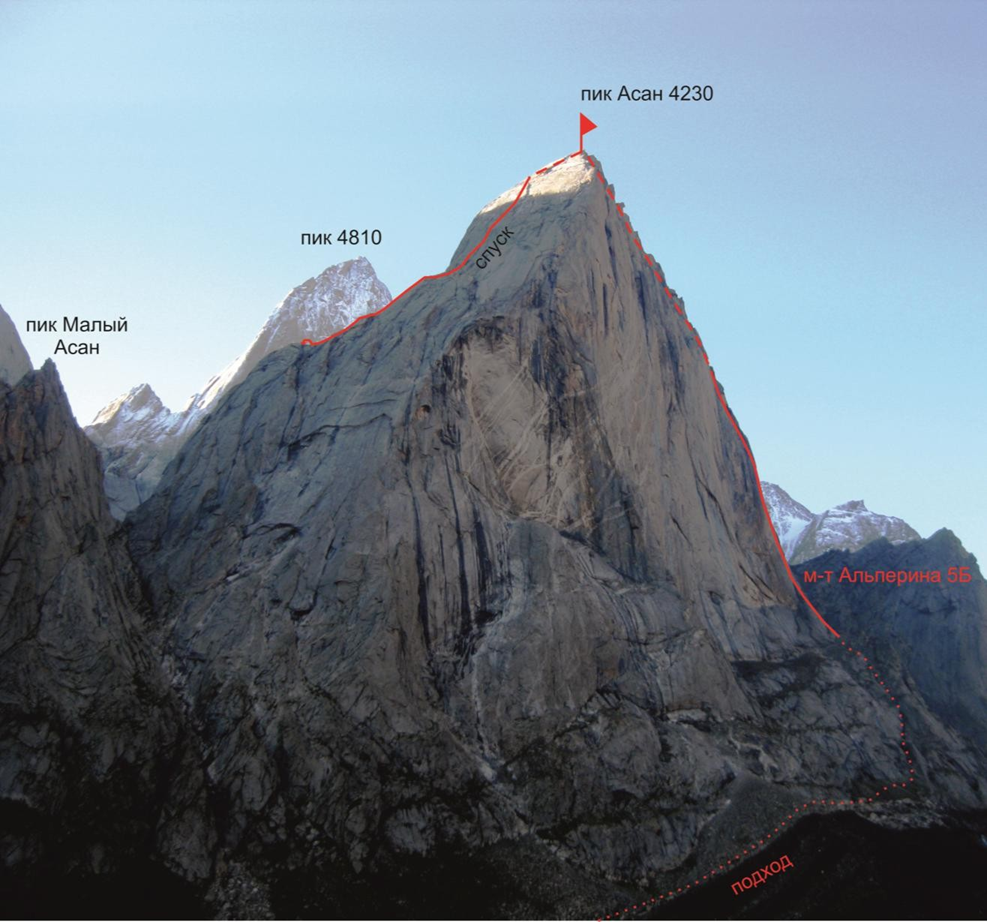 пик Асан 4230
пик 4810
спуск
пик Малый
Асан
м-т Альперина 5Б
подход